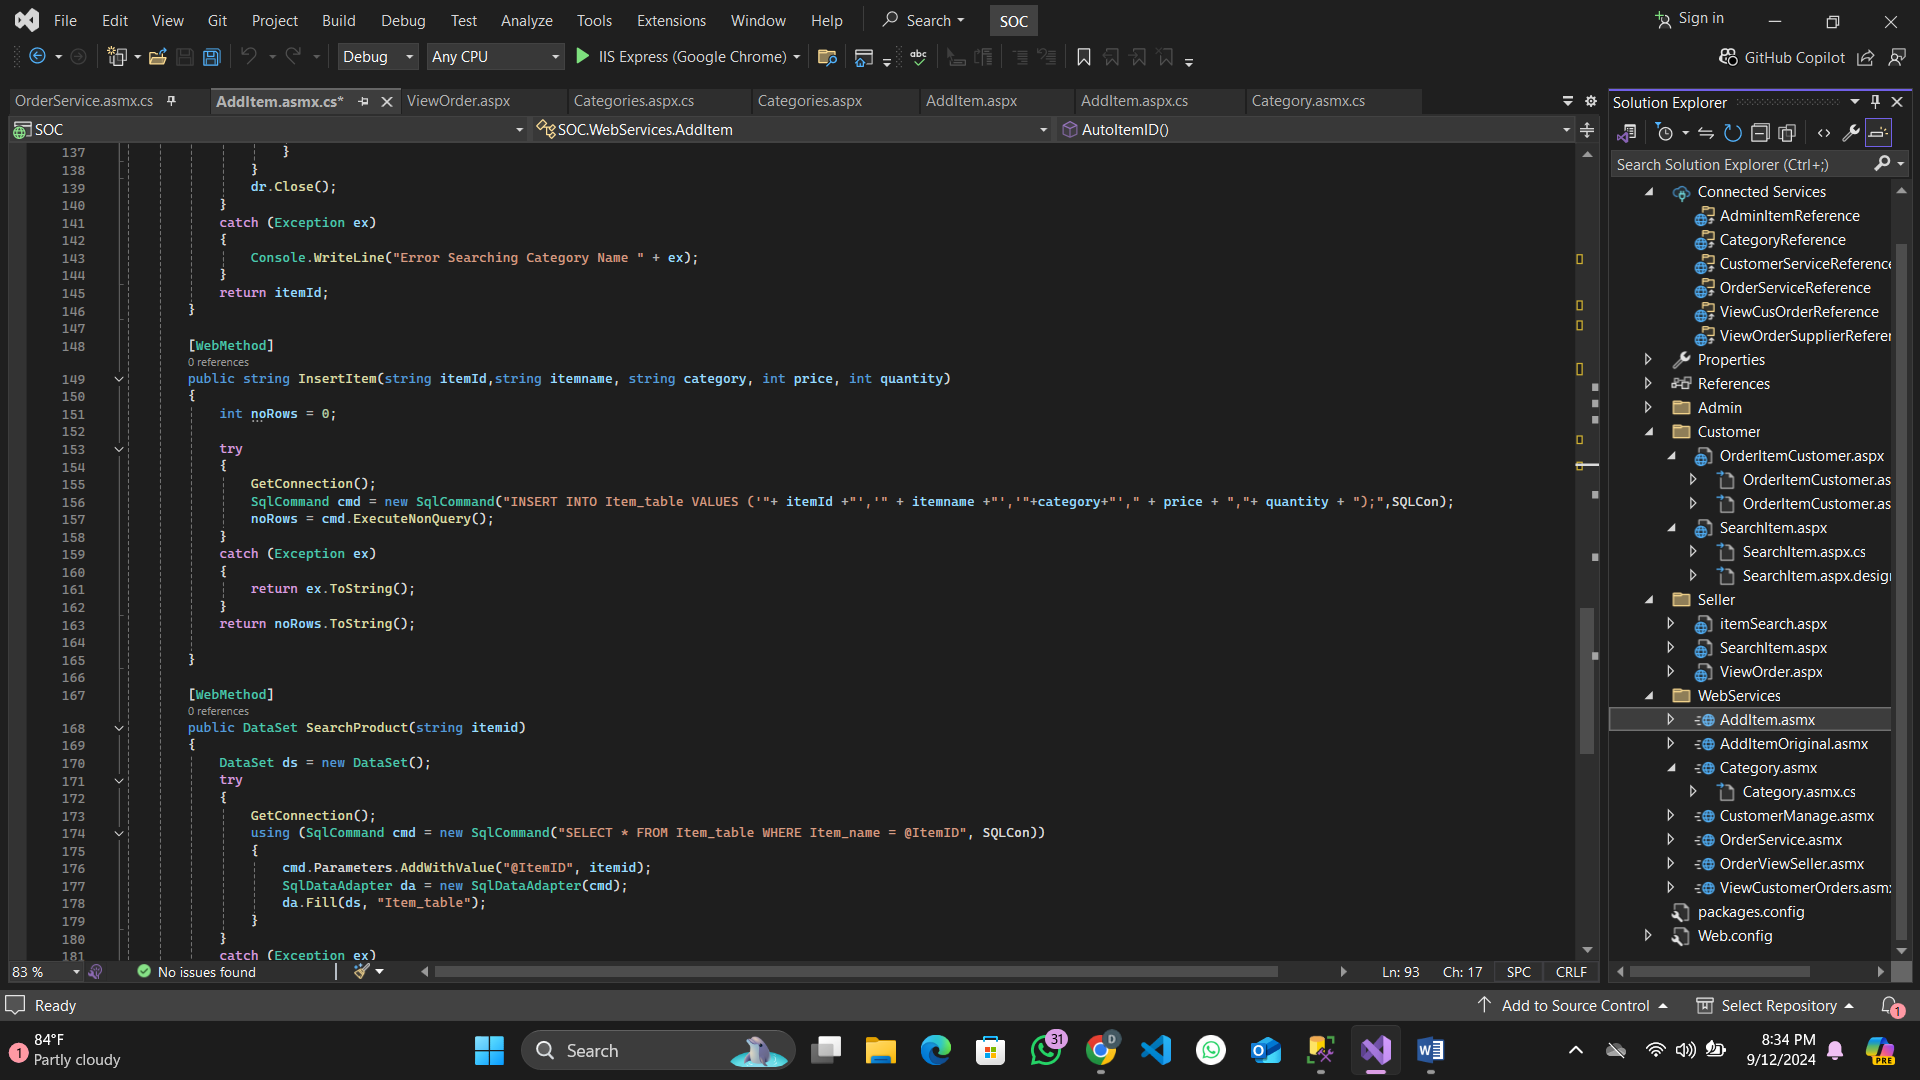 File Edit View Git Project Build Debug Test Analyze Tools Extensions Window Help Search SOC Sign in
Debug Any CPU IIS Express (Google Chrome) GitHub Copilot
OrderService.asmx.cs AddItem.asmx.cs* ViewOrder.aspx Categories.aspx.cs Categories.aspx AddItem.aspx AddItem.aspx.cs Category.asmx.cs
SOC SOC.WebServices.AddItem AutoItemID()
137 }
138 }
139 dr.Close();
140 }
141 catch (Exception ex)
142 {
143 Console.WriteLine("Error Searching Category Name " + ex);
144 }
145 return itemId;
146 }
147
148 [WebMethod]
0 references
149 public string InsertItem(string itemId,string itemname, string category, int price, int quantity)
150 {
151 int noRows = 0;
152
153 try
154 {
155 GetConnection();
156 SqlCommand cmd = new SqlCommand("INSERT INTO Item_table VALUES ('"+ itemId +"','" + itemname +"','"+category+"'," + price + ","+ quantity + ");",SQLCon);
157 noRows = cmd.ExecuteNonQuery();
158 }
159 catch (Exception ex)
160 {
161 return ex.ToString();
162 }
163 return noRows.ToString();
164
165 }
166
167 [WebMethod]
0 references
168 public DataSet SearchProduct(string itemid)
169 {
170 DataSet ds = new DataSet();
171 try
172 {
173 GetConnection();
174 using (SqlCommand cmd = new SqlCommand("SELECT * FROM Item_table WHERE Item_name = @ItemID", SQLCon))
175 {
176 cmd.Parameters.AddWithValue("@ItemID", itemid);
177 SqlDataAdapter da = new SqlDataAdapter(cmd);
178 da.Fill(ds, "Item_table");
179 }
180 }
181 catch (Exception ex)
83 % No issues found Ln: 93 Ch: 17 SPC CRLF
Solution Explorer
Search Solution Explorer (Ctrl+;)
Connected Services
AdminItemReference
CategoryReference
CustomerServiceReference
OrderServiceReference
ViewCusOrderReference
ViewOrderSupplierRefere
Properties
References
Admin
Customer
OrderItemCustomer.aspx
OrderItemCustomer.as
OrderItemCustomer.as
SearchItem.aspx
SearchItem.aspx.cs
SearchItem.aspx.desig
Seller
itemSearch.aspx
SearchItem.aspx
ViewOrder.aspx
WebServices
AddItem.asmx
AddItemOriginal.asmx
Category.asmx
Category.asmx.cs
CustomerManage.asmx
OrderService.asmx
OrderViewSeller.asmx
ViewCustomerOrders.asm
packages.config
Web.config
Ready Add to Source Control Select Repository 1
1 84°F
Partly cloudy
Search 31 D
8:34 PM
9/12/2024
PRE